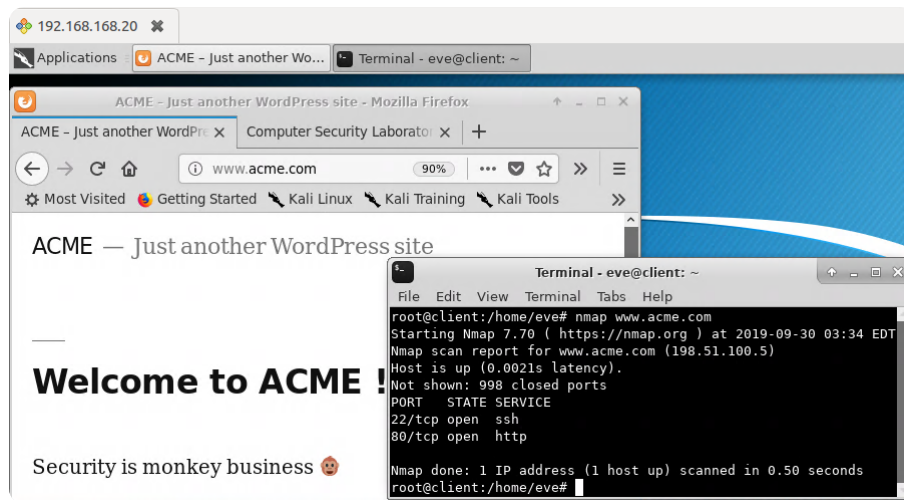 192.168.168.20 ✖
Applications ACME – Just another Wo... Terminal - eve@client: ~
ACME – Just another WordPress site - Mozilla Firefox
ACME – Just another WordPre × Computer Security Laborator × +
www.acme.com 90% ••• »
Most Visited Getting Started Kali Linux Kali Training Kali Tools »
ACME — Just another WordPress site
Welcome to ACME !
Security is monkey business 🐵
Terminal - eve@client: ~
File Edit View Terminal Tabs Help
root@client:/home/eve# nmap www.acme.com
Starting Nmap 7.70 ( https://nmap.org ) at 2019-09-30 03:34 EDT
Nmap scan report for www.acme.com (198.51.100.5)
Host is up (0.0021s latency).
Not shown: 998 closed ports
PORT   STATE SERVICE
22/tcp open  ssh
80/tcp open  http
Nmap done: 1 IP address (1 host up) scanned in 0.50 seconds
root@client:/home/eve#